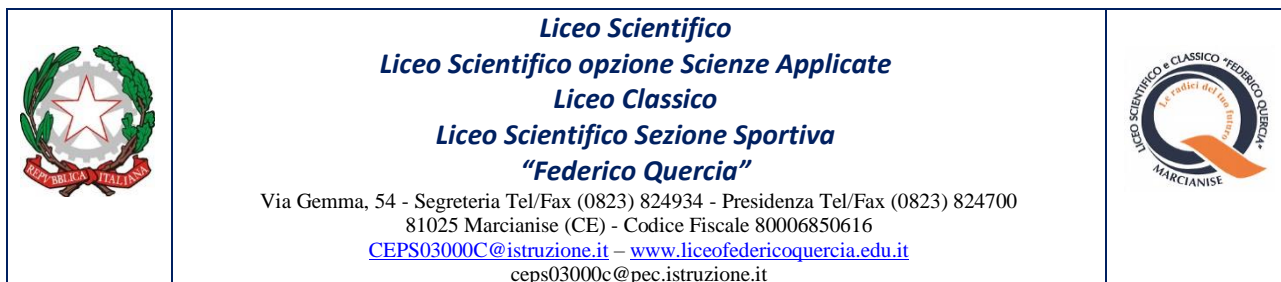 Liceo Scientifico
Liceo Scientifico opzione Scienze Applicate
Liceo Classico
Liceo Scientifico Sezione Sportiva
“Federico Quercia”
Via Gemma, 54 - Segreteria Tel/Fax (0823) 824934 - Presidenza Tel/Fax (0823) 824700
81025 Marcianise (CE) - Codice Fiscale 80006850616
CEPS03000C@istruzione.it – www.liceofedericoquercia.edu.it
ceps03000c@pec.istruzione.it
REPVBBLICA ITALIANA
LICEO SCIENTIFICO e CLASSICO "FEDERICO QUERCIA"
Le radici del tuo futuro
MARCIANISE